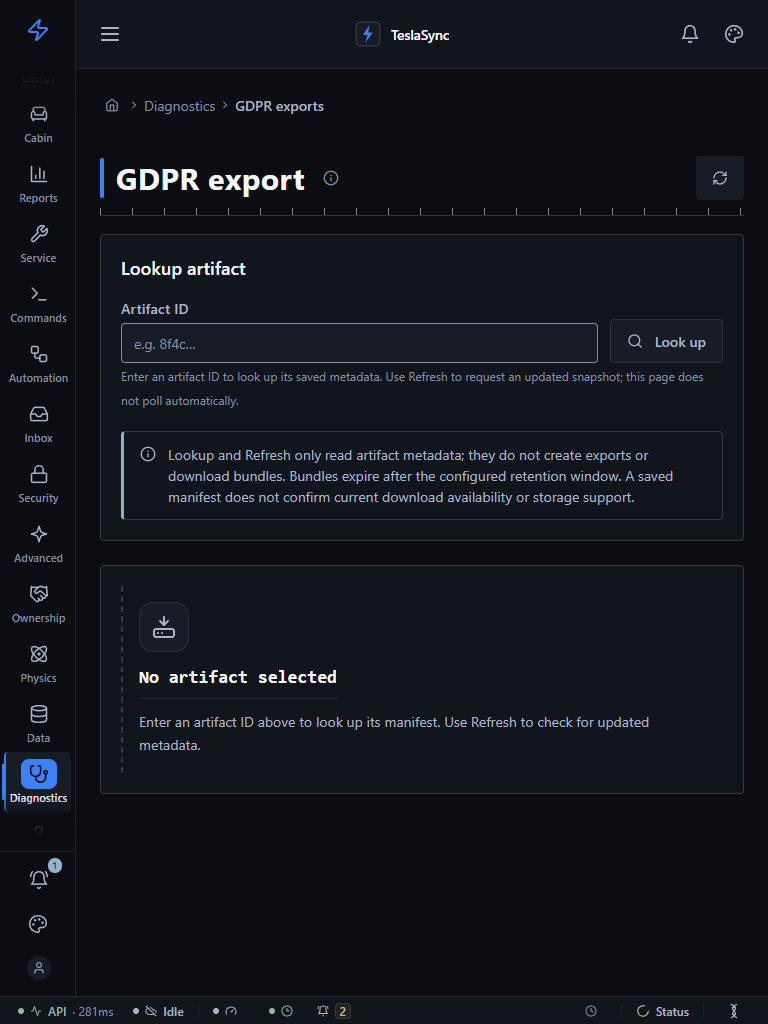 TeslaSync
Energy
Cabin
Reports
Service
Commands
Automation
Inbox
Security
Advanced
Ownership
Physics
Data
Diagnostics
1
Diagnostics
GDPR exports
GDPR export
Lookup artifact
Artifact ID
e.g. 8f4c...
Look up
Enter an artifact ID to look up its saved metadata. Use Refresh to request an updated snapshot; this page does
not poll automatically.
Lookup and Refresh only read artifact metadata; they do not create exports or
download bundles. Bundles expire after the configured retention window. A saved
manifest does not confirm current download availability or storage support.
No artifact selected
Enter an artifact ID above to look up its manifest. Use Refresh to check for updated
metadata.
API · 281ms
Idle
2
Status